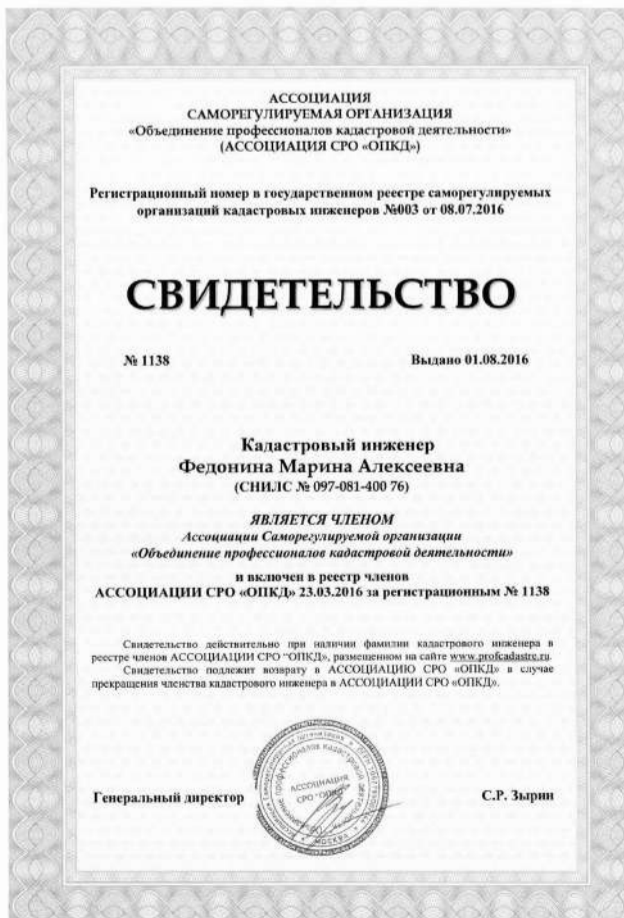 АССОЦИАЦИЯ
САМОРЕГУЛИРУЕМАЯ ОРГАНИЗАЦИЯ
«Объединение профессионалов кадастровой деятельности»
(АССОЦИАЦИЯ СРО «ОПКД»)
Регистрационный номер в государственном реестре саморегулируемых
организаций кадастровых инженеров №003 от 08.07.2016
СВИДЕТЕЛЬСТВО
№ 1138 Выдано 01.08.2016
Кадастровый инженер
Федонина Марина Алексеевна
(СНИЛС № 097-081-400 76)
ЯВЛЯЕТСЯ ЧЛЕНОМ
Ассоциации Саморегулируемой организации
«Объединение профессионалов кадастровой деятельности»
и включен в реестр членов
АССОЦИАЦИИ СРО «ОПКД» 23.03.2016 за регистрационным № 1138
Свидетельство действительно при наличии фамилии кадастрового инженера в
реестре членов АССОЦИАЦИИ СРО "ОПКД», размещенном на сайте www.profcadastre.ru.
Свидетельство подлежит возврату в АССОЦИАЦИЮ СРО «ОПКД» в случае
прекращения членства кадастрового инженера в АССОЦИАЦИИ СРО «ОПКД».
АССОЦИАЦИЯ
СРО "ОПКД"
МОСКВА
Генеральный директор С.Р. Зырин